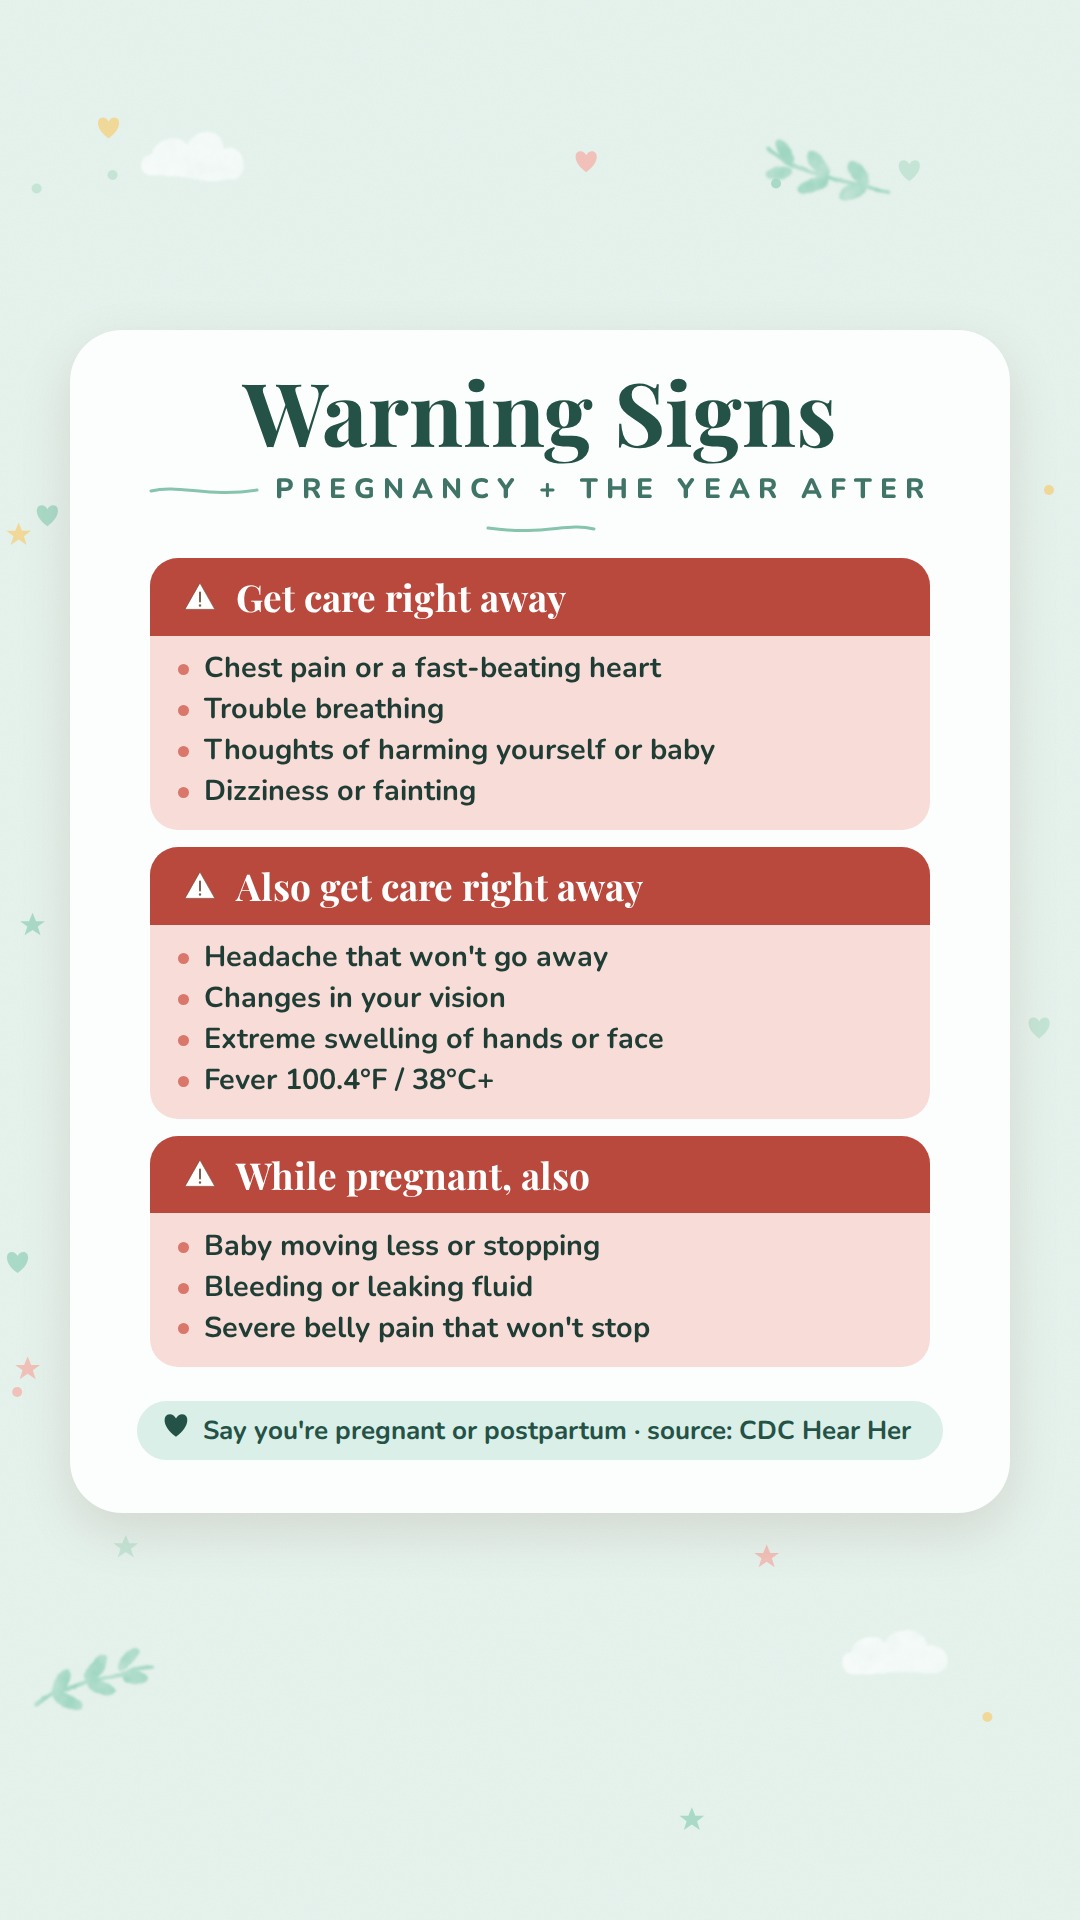 Warning Signs
PREGNANCY + THE YEAR AFTER
Get care right away
Chest pain or a fast-beating heart
Trouble breathing
Thoughts of harming yourself or baby
Dizziness or fainting
Also get care right away
Headache that won't go away
Changes in your vision
Extreme swelling of hands or face
Fever 100.4°F / 38°C+
While pregnant, also
Baby moving less or stopping
Bleeding or leaking fluid
Severe belly pain that won't stop
Say you're pregnant or postpartum · source: CDC Hear Her